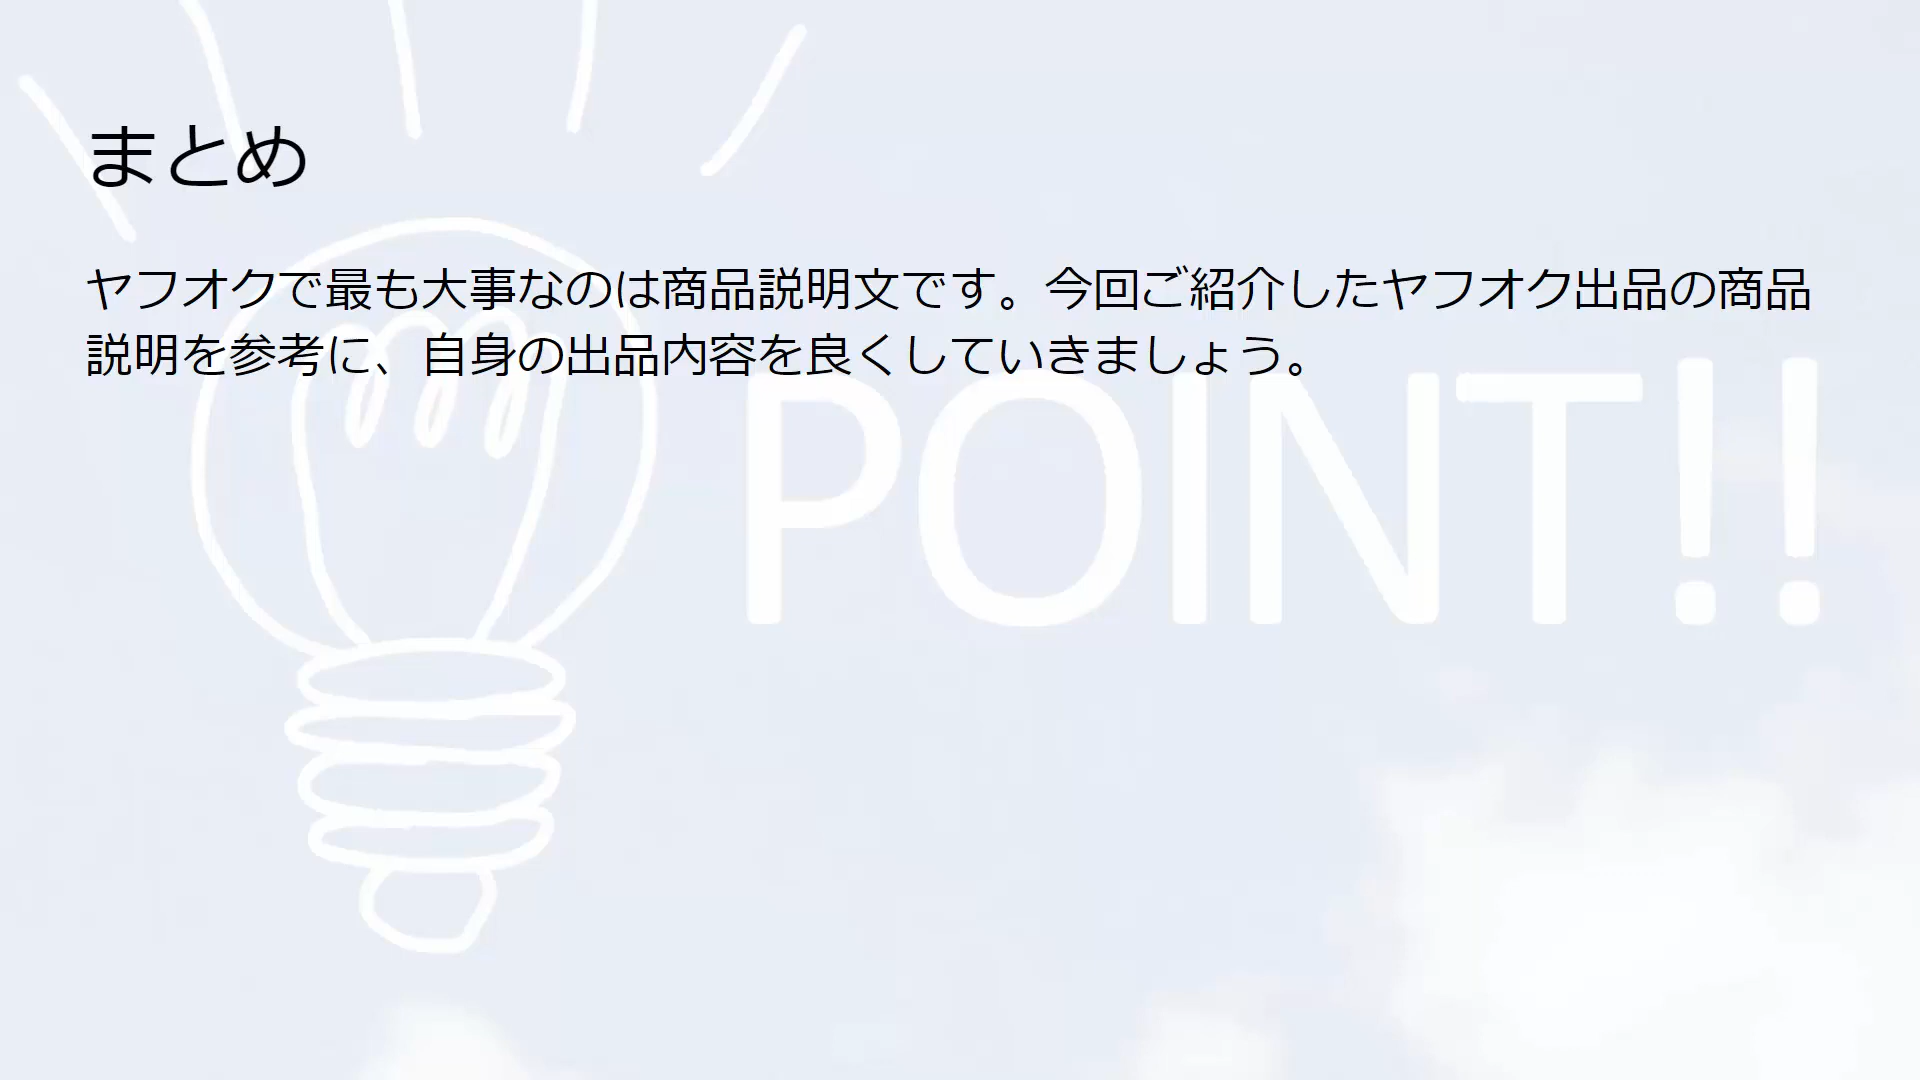 まとめ
ヤフオクで最も大事なのは商品説明文です。今回ご紹介したヤフオク出品の商品
説明を参考に、自身の出品内容を良くしていきましょう。
POINT!!